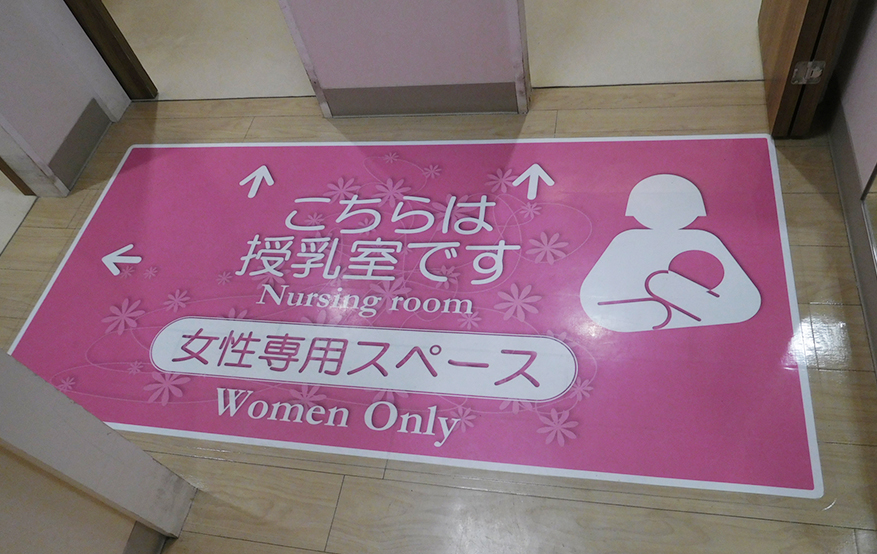 こちらは
授乳室です
Nursing room
女性専用スペース
Women Only